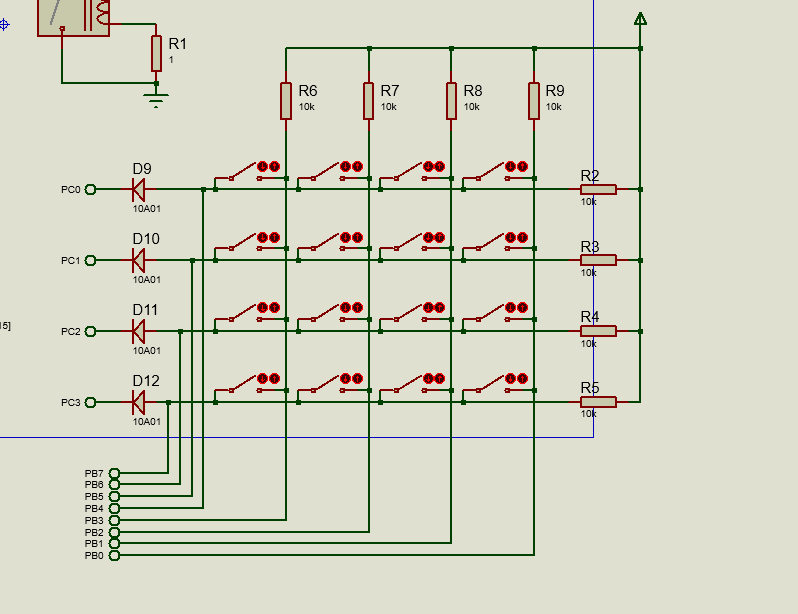 R1
1
R6
10k
R7
10k
R8
10k
R9
10k
D9
PC0
10A01
R2
10k
D10
PC1
10A01
R3
10k
D11
PC2
10A01
R4
10k
15]
D12
PC3
10A01
R5
10k
PB7
PB6
PB5
PB4
PB3
PB2
PB1
PB0